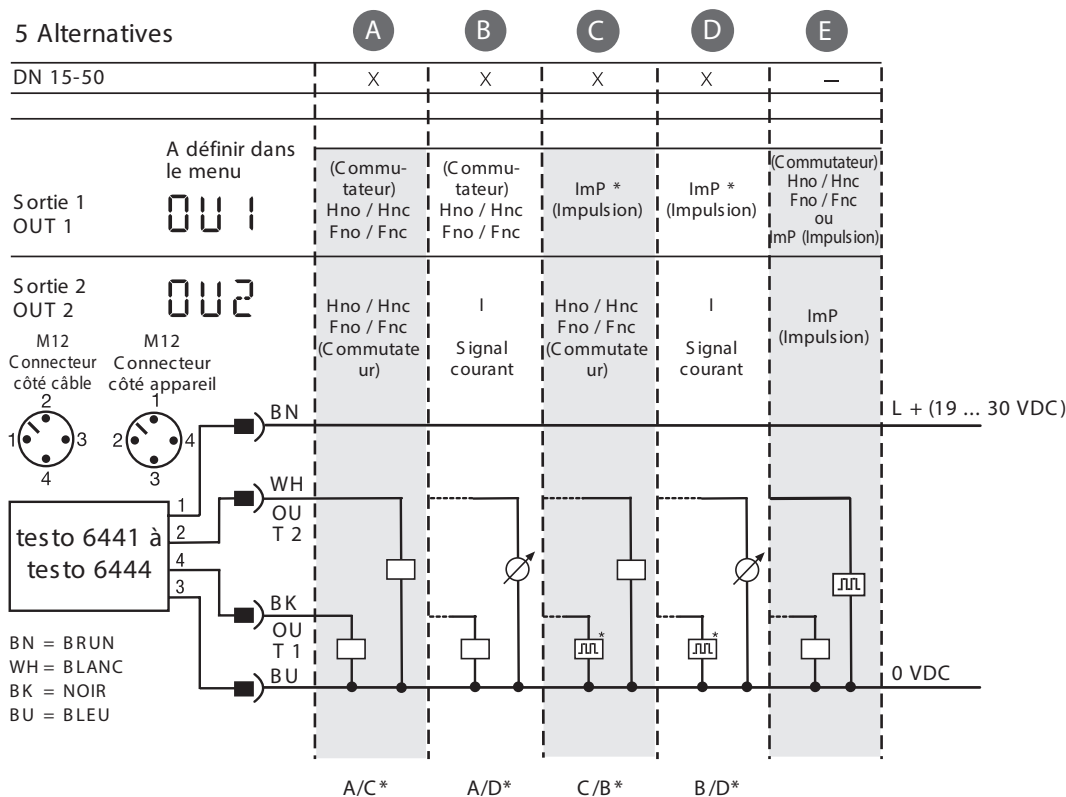 5 Alternatives
A B C D E
DN 15-50 X X X X —
A définir dans
le menu
Sortie 1
OUT 1
OU1
(Commu-
tateur)
Hno / Hnc
Fno / Fnc
(Commu-
tateur)
Hno / Hnc
Fno / Fnc
ImP *
(Impulsion)
ImP *
(Impulsion)
(Commutateur)
Hno / Hnc
Fno / Fnc
ou
ImP (Impulsion)
Sortie 2
OUT 2
OU2
Hno / Hnc
Fno / Fnc
(Commutate
ur)
I
Signal
courant
Hno / Hnc
Fno / Fnc
(Commutate
ur)
I
Signal
courant
ImP
(Impulsion)
M12
Connecteur
côté câble
2
1 3
4
M12
Connecteur
côté appareil
1
2 4
3
BN
L + (19 ... 30 VDC)
WH
OU
T 2
testo 6441 à
testo 6444
1
2
4
3
BK
OU
T 1
* *
BU
0 VDC
BN = BRUN
WH = BLANC
BK = NOIR
BU = BLEU
A/C* A/D* C/B* B/D*